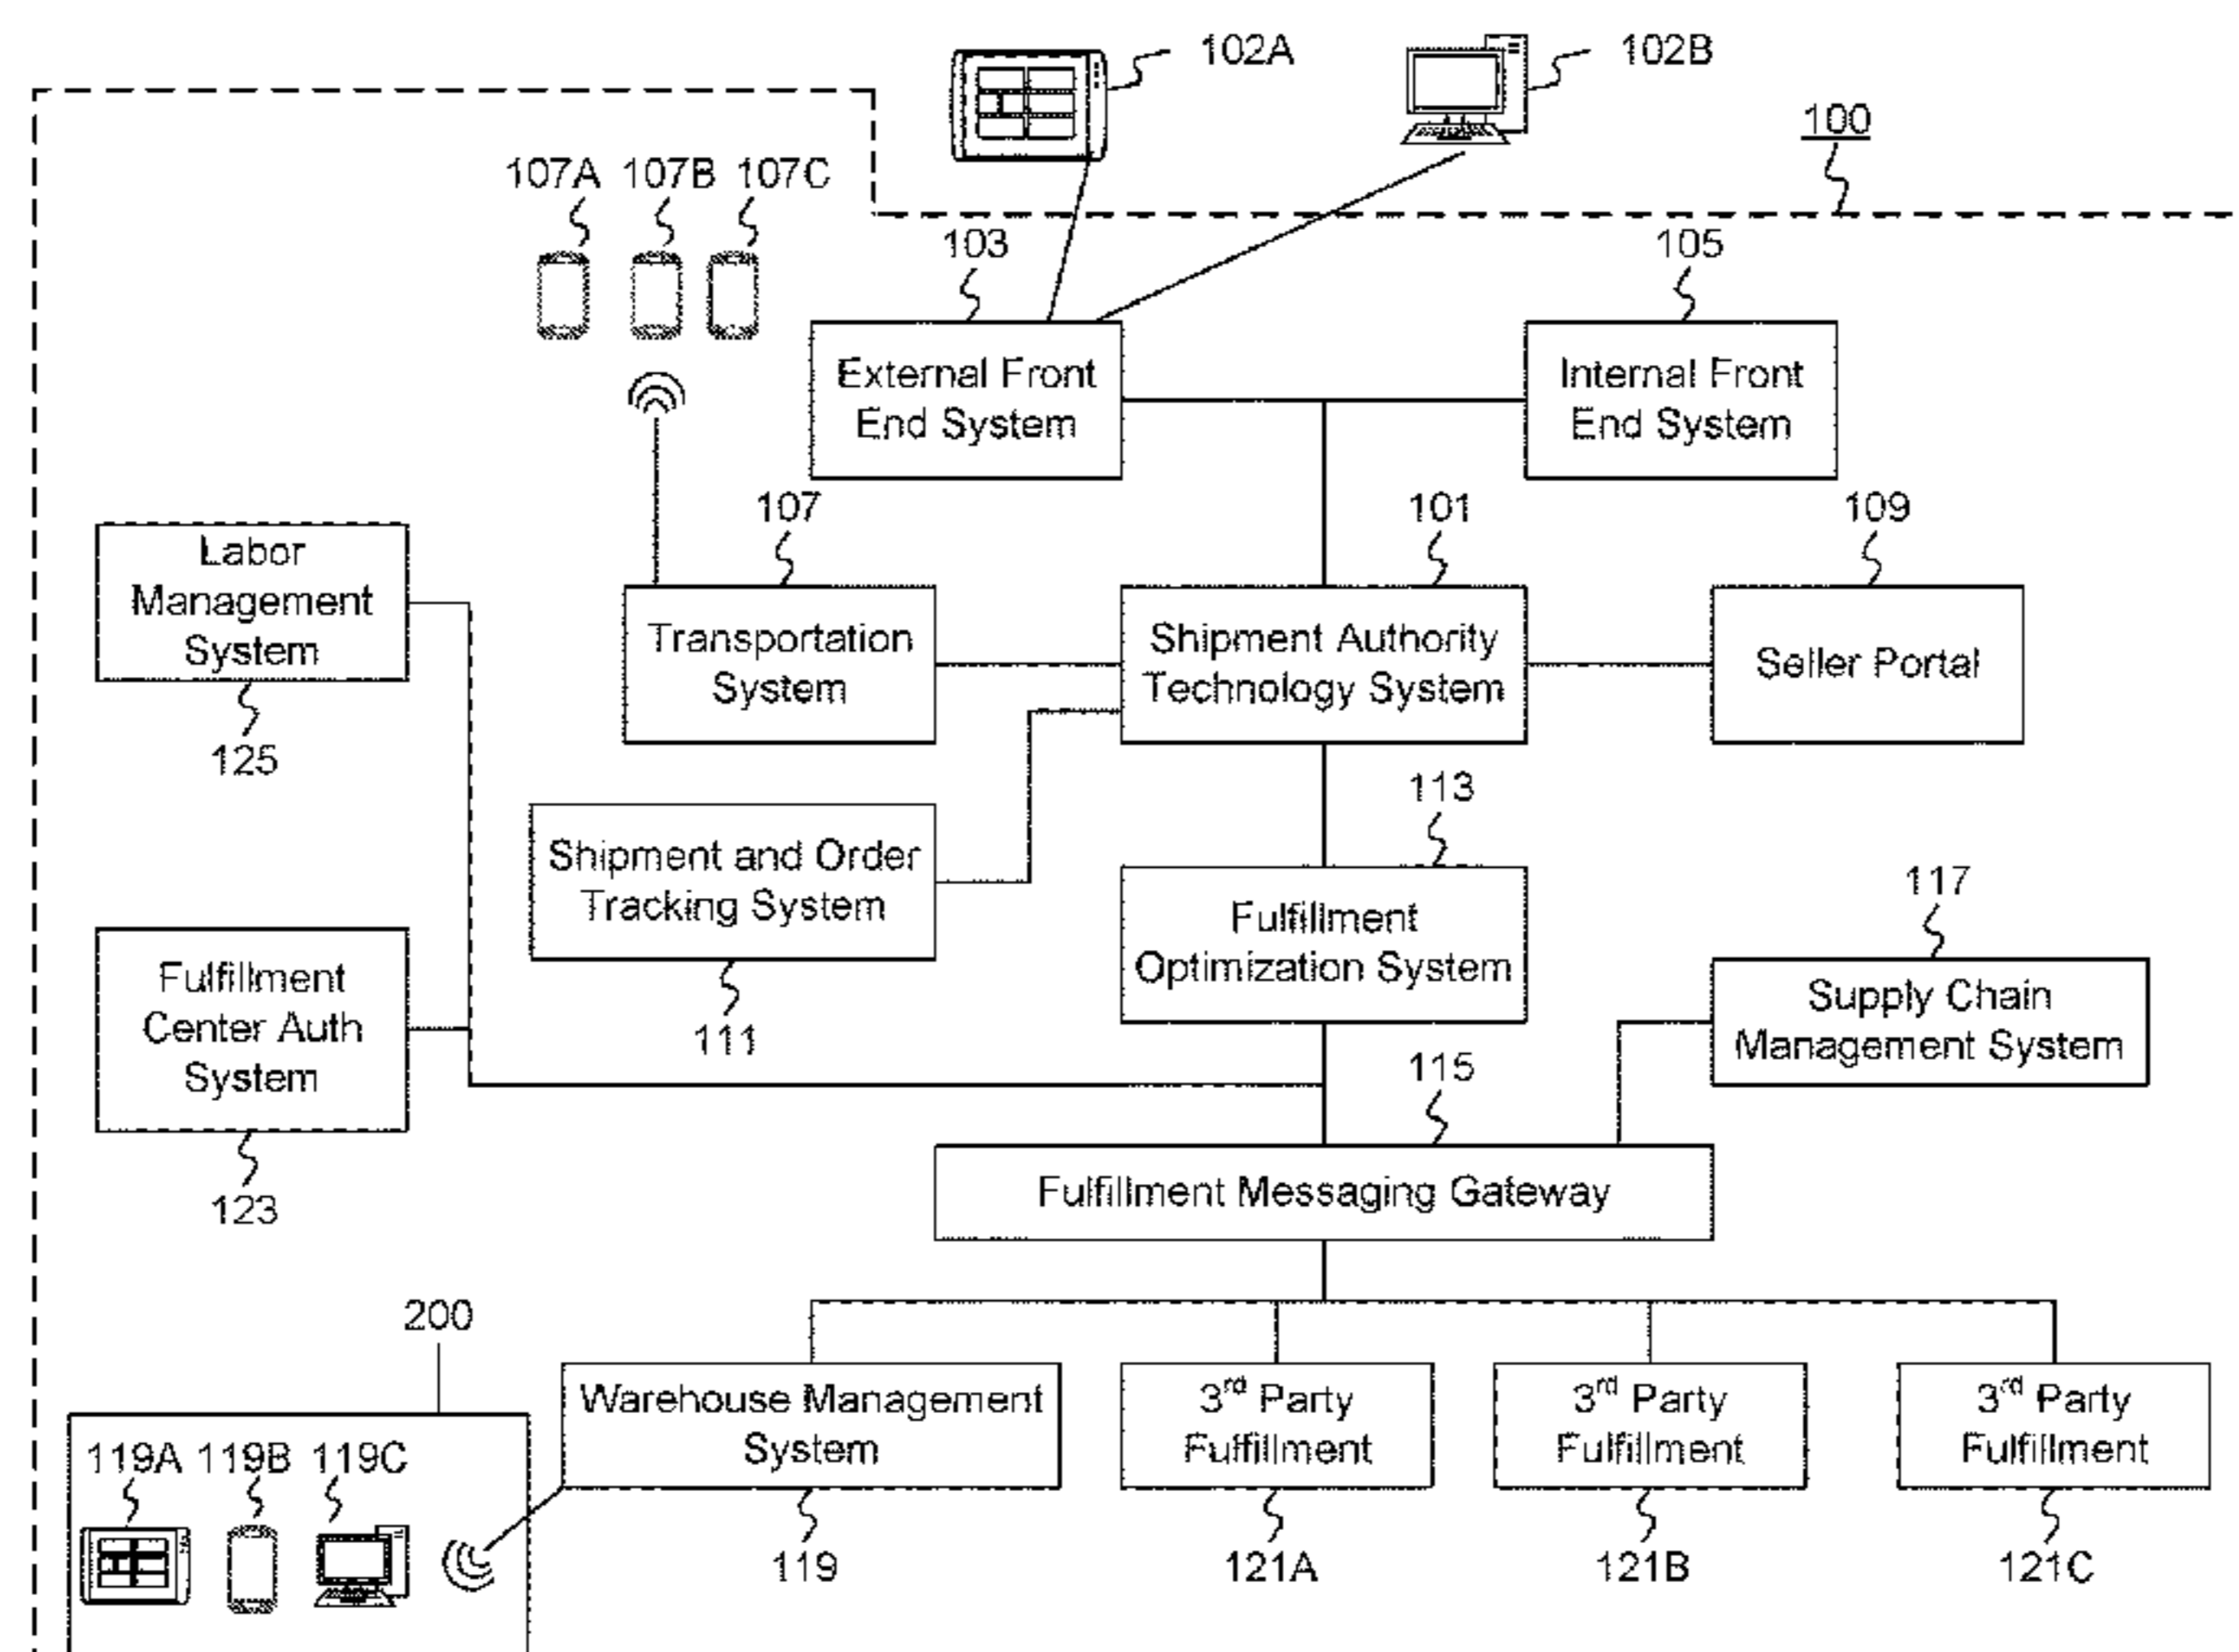 102A
102B
100
107A 107B 107C
103
105
External Front
End System
Internal Front
End System
107
101
109
Labor
Management
System
Transportation
System
Shipment Authority
Technology System
Seller Portal
125
113
Shipment and Order
Tracking System
117
Fulfillment
Optimization System
Fulfillment
Center Auth
System
Supply Chain
Management System
111
115
123
Fulfillment Messaging Gateway
200
Warehouse Management
System
3rd Party
Fulfillment
3rd Party
Fulfillment
3rd Party
Fulfillment
119A 119B 119C
119
121A
121B
121C